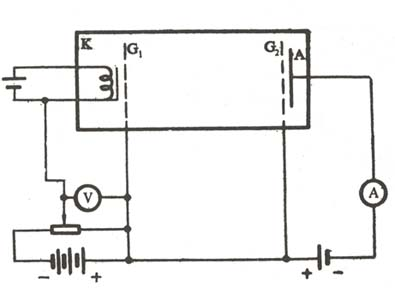 K G₁ G₂ A
V
A
- +
+ -